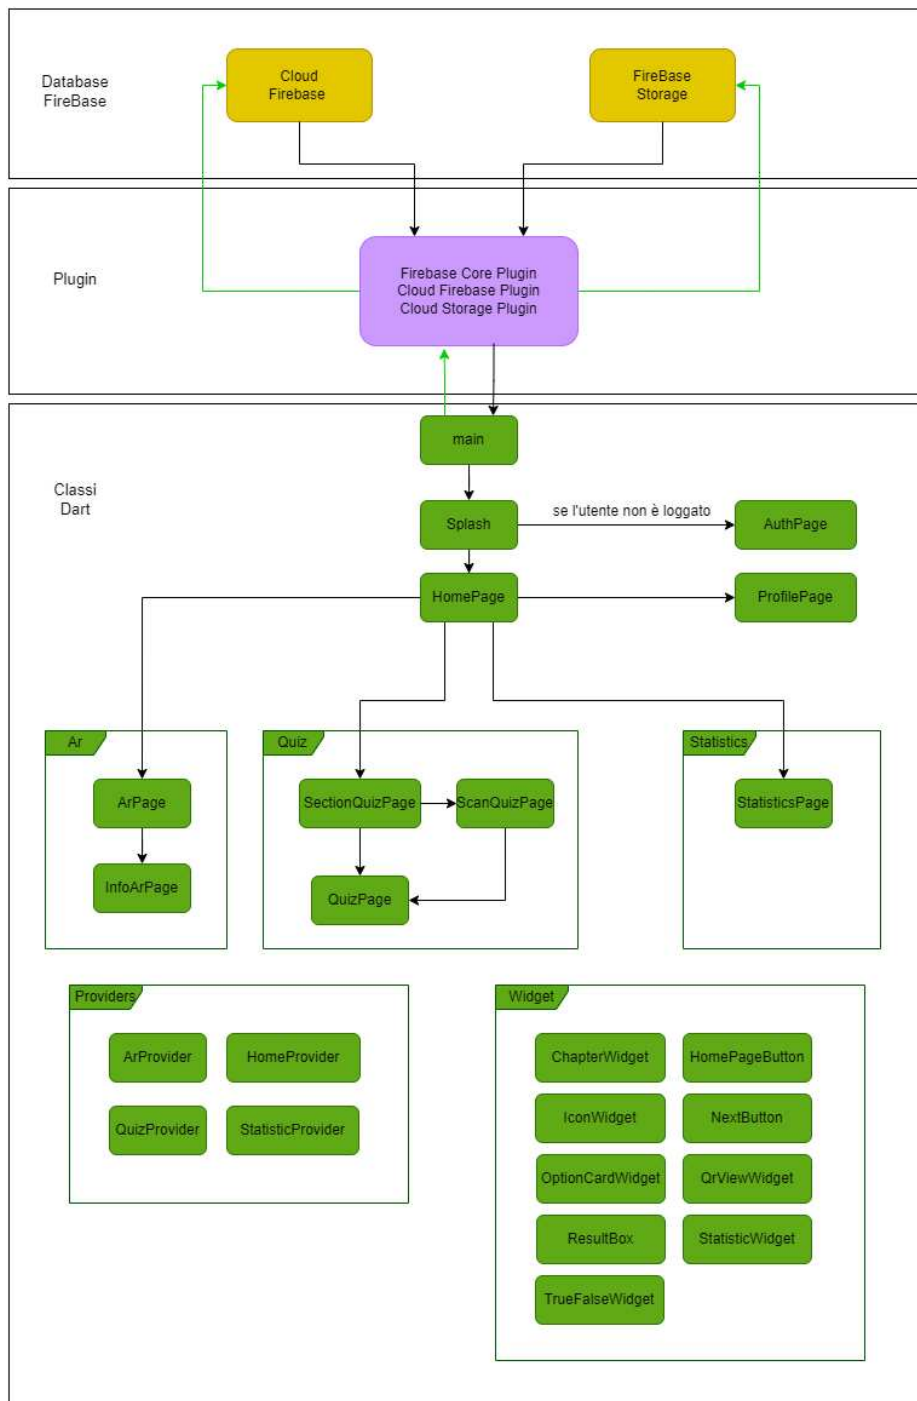 Database
FireBase
Cloud
Firebase
FireBase
Storage
Plugin
Firebase Core Plugin
Cloud Firebase Plugin
Cloud Storage Plugin
Classi
Dart
main
Splash
se l'utente non è loggato
AuthPage
HomePage
ProfilePage
Ar
ArPage
InfoArPage
Quiz
SectionQuizPage
ScanQuizPage
QuizPage
Statistics
StatisticsPage
Providers
ArProvider
HomeProvider
QuizProvider
StatisticProvider
Widget
ChapterWidget
HomePageButton
IconWidget
NextButton
OptionCardWidget
QrViewWidget
ResultBox
StatisticWidget
TrueFalseWidget